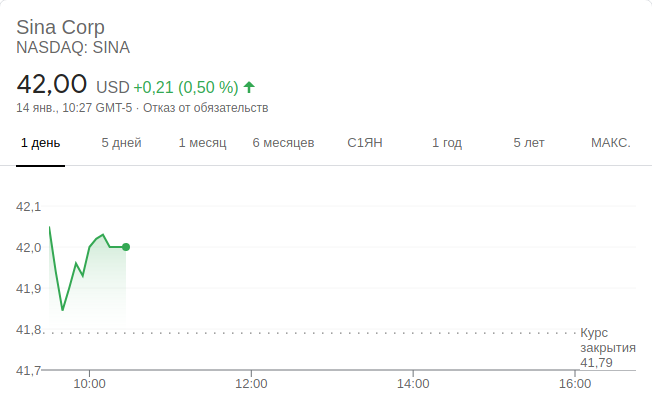 Sina Corp
NASDAQ: SINA
42,00 USD +0,21 (0,50 %)
14 янв., 10:27 GMT-5 · Отказ от обязательств
1 день 5 дней 1 месяц 6 месяцев С1ЯН 1 год 5 лет МАКС.
42,1
42,0
41,9
41,8
Курс
закрытия
41,79
41,7
10:00 12:00 14:00 16:00